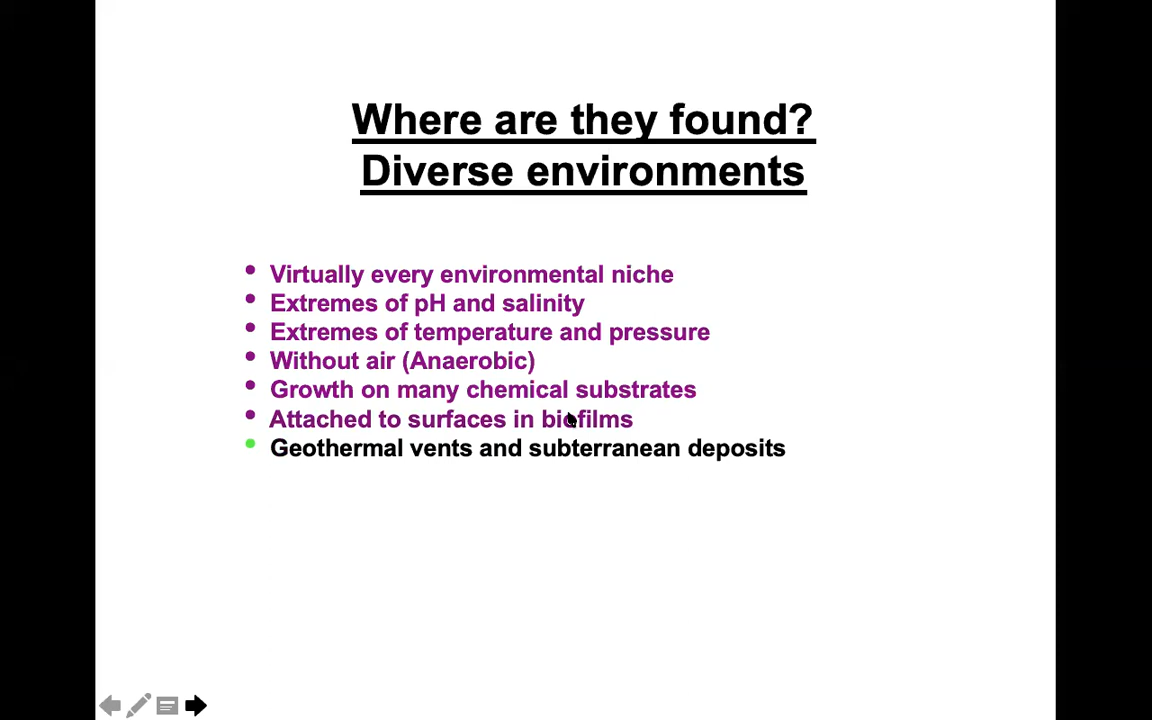 Where are they found?
Diverse environments
• Virtually every environmental niche
• Extremes of pH and salinity
• Extremes of temperature and pressure
• Without air (Anaerobic)
• Growth on many chemical substrates
• Attached to surfaces in biofilms
• Geothermal vents and subterranean deposits